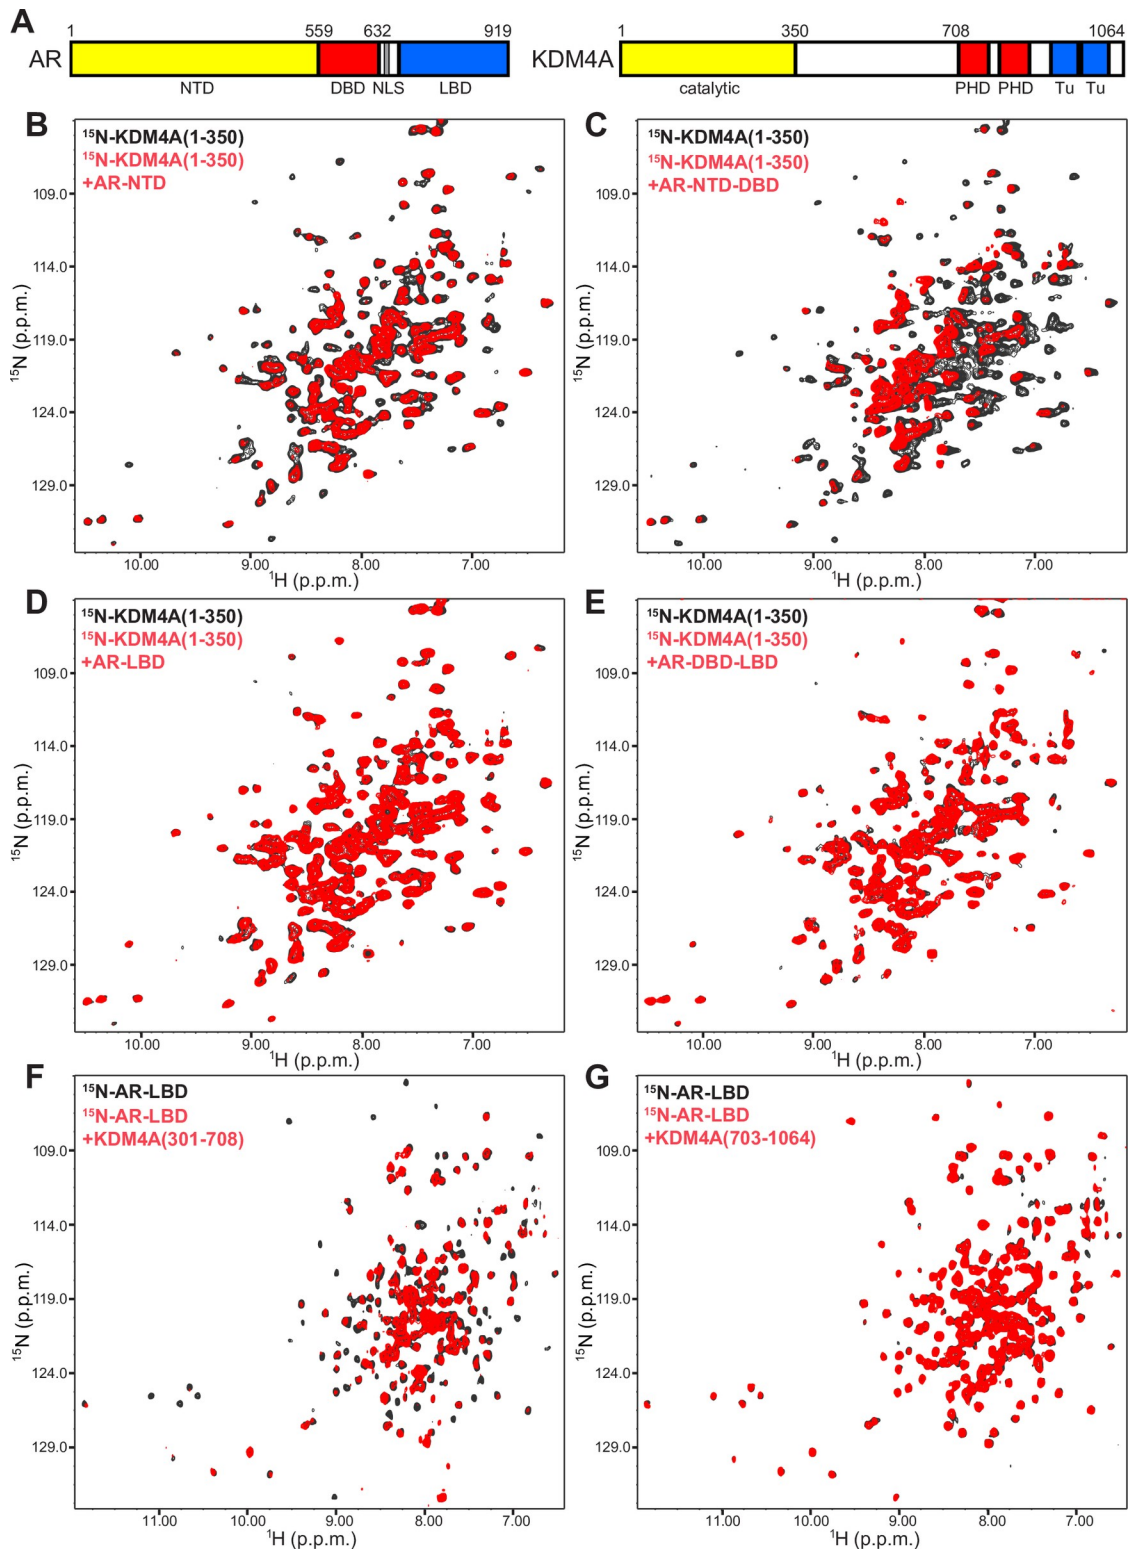 A
1 559 632 919
AR
NTD DBD NLS LBD
1 350 708 1064
KDM4A
catalytic PHD PHD Tu Tu
B
¹⁵N-KDM4A(1-350)
¹⁵N-KDM4A(1-350)
+AR-NTD
109.0
114.0
119.0
124.0
129.0
¹⁵N (p.p.m.)
10.00 9.00 8.00 7.00
¹H (p.p.m.)
C
¹⁵N-KDM4A(1-350)
¹⁵N-KDM4A(1-350)
+AR-NTD-DBD
109.0
114.0
119.0
124.0
129.0
¹⁵N (p.p.m.)
10.00 9.00 8.00 7.00
¹H (p.p.m.)
D
¹⁵N-KDM4A(1-350)
¹⁵N-KDM4A(1-350)
+AR-LBD
109.0
114.0
119.0
124.0
129.0
¹⁵N (p.p.m.)
10.00 9.00 8.00 7.00
¹H (p.p.m.)
E
¹⁵N-KDM4A(1-350)
¹⁵N-KDM4A(1-350)
+AR-DBD-LBD
109.0
114.0
119.0
124.0
129.0
¹⁵N (p.p.m.)
10.00 9.00 8.00 7.00
¹H (p.p.m.)
F
¹⁵N-AR-LBD
¹⁵N-AR-LBD
+KDM4A(301-708)
109.0
114.0
119.0
124.0
129.0
¹⁵N (p.p.m.)
11.00 10.00 9.00 8.00 7.00
¹H (p.p.m.)
G
¹⁵N-AR-LBD
¹⁵N-AR-LBD
+KDM4A(703-1064)
109.0
114.0
119.0
124.0
129.0
¹⁵N (p.p.m.)
11.00 10.00 9.00 8.00 7.00
¹H (p.p.m.)